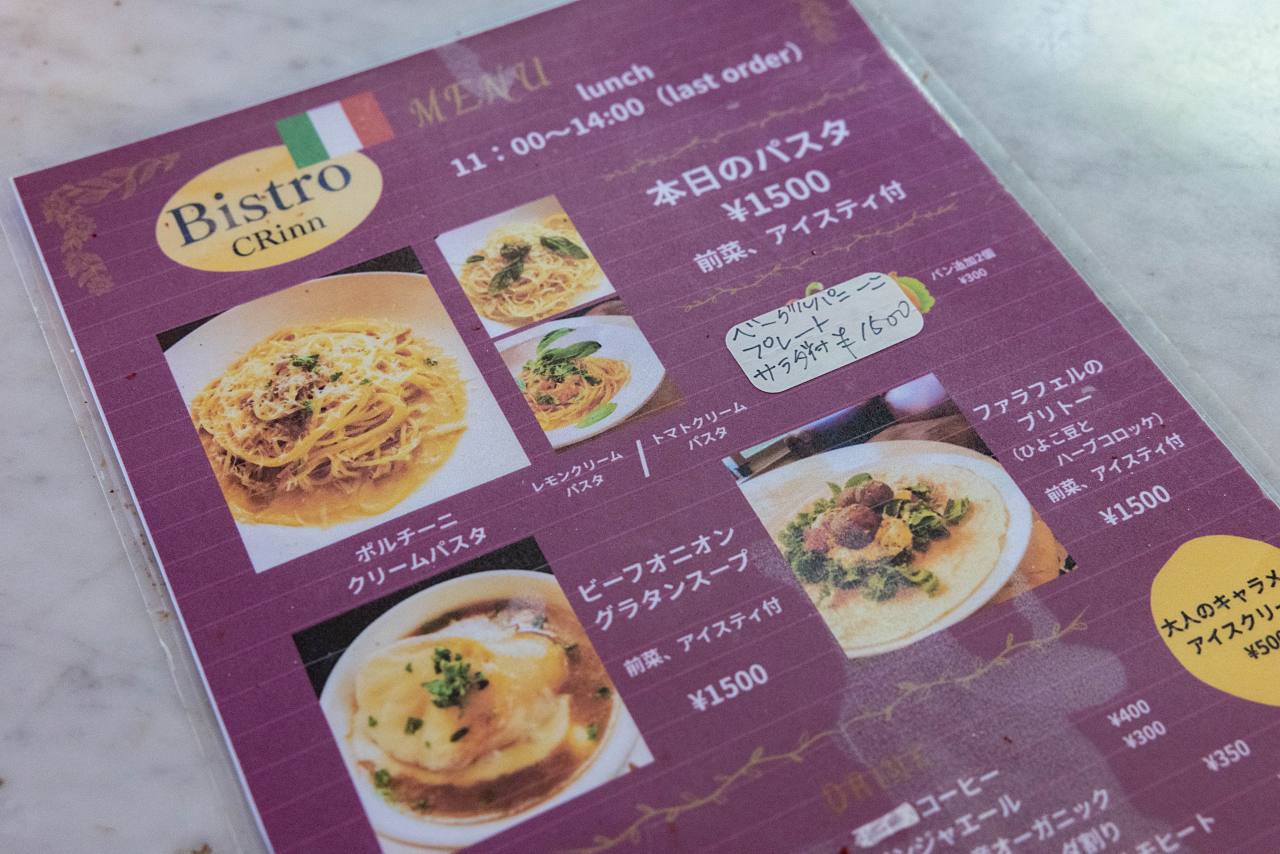 MENU
lunch
11：00～14:00（last order）
Bistro
CRinn
本日のパスタ
¥1500
前菜、アイスティ付
パン追加2個
¥300
ベーグルパニーニ
プレート
サラダ付 ¥1600
レモンクリーム
パスタ
/
トマトクリーム
パスタ
ポルチーニ
クリームパスタ
ファラフェルの
ブリトー
（ひよこ豆と
ハーブコロッケ）
前菜、アイスティ付
¥1500
ビーフオニオン
グラタンスープ
前菜、アイスティ付
¥1500
大人のキャラメ
アイスクリー
¥50
DRINK
コーヒー
¥400
ンジャエール
¥300
オーガニック
ダ割り
¥350
モヒート